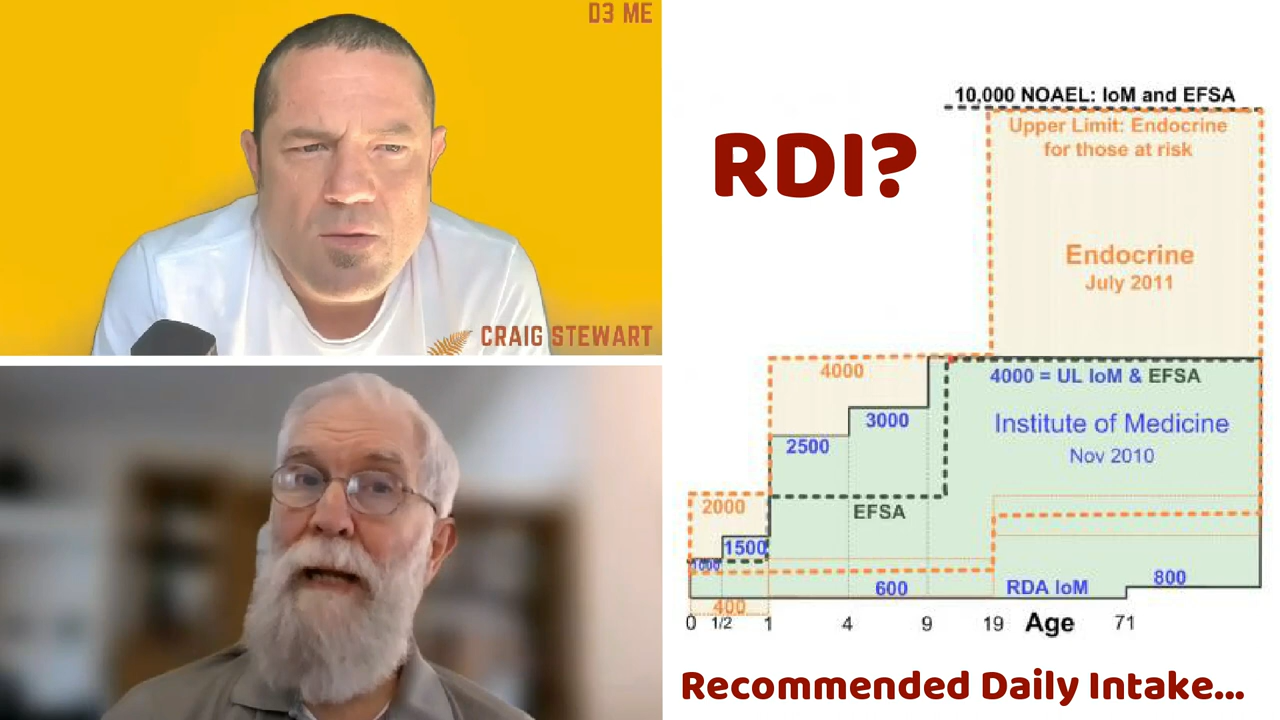 D3 ME
CRAIG STEWART
RDI?
10,000 NOAEL: IoM and EFSA
Upper Limit: Endocrine
for those at risk
Endocrine
July 2011
4000
4000 = UL IoM & EFSA
3000
2500
Institute of Medicine
Nov 2010
2000
EFSA
1500
1000
600
RDA IoM
800
400
0 1/2 1 4 9 19 Age 71
Recommended Daily Intake...